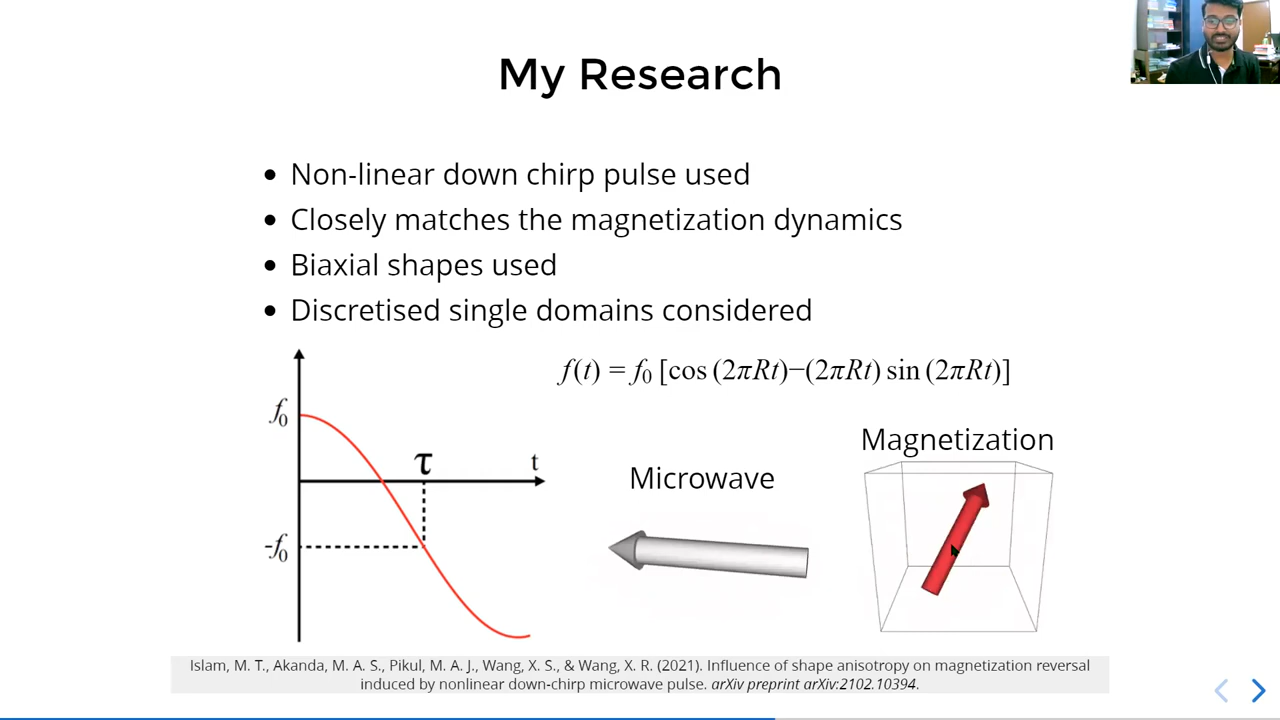 My Research
Non-linear down chirp pulse used
Closely matches the magnetization dynamics
Biaxial shapes used
Discretised single domains considered
f(t) = f₀ [cos (2πRt)−(2πRt) sin (2πRt)]
f₀
τ
t
-f₀
Microwave
Magnetization
Islam, M. T., Akanda, M. A. S., Pikul, M. A. J., Wang, X. S., & Wang, X. R. (2021). Influence of shape anisotropy on magnetization reversal
induced by nonlinear down-chirp microwave pulse. arXiv preprint arXiv:2102.10394.